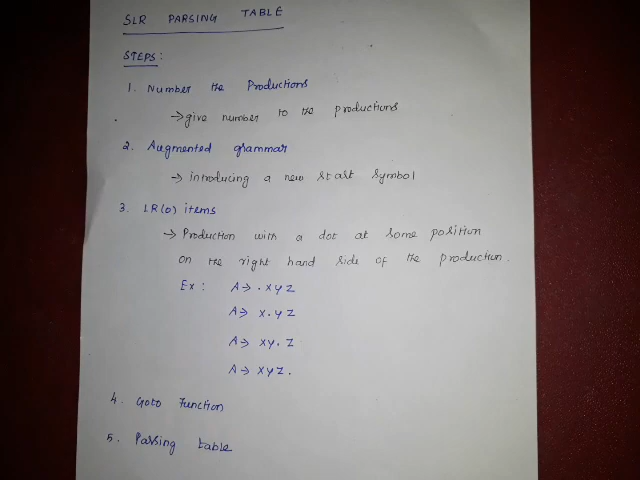 SLR PARSING TABLE
STEPS:
1. Number the Productions
→ give number to the productions
2. Augmented grammar
→ introducing a new start symbol
3. LR(0) items
→ Production with a dot at some position
on the right hand side of the production.
Ex: A → .XYZ
A → X.YZ
A → XY.Z
A → XYZ.
4. Goto Function
5. Parsing table